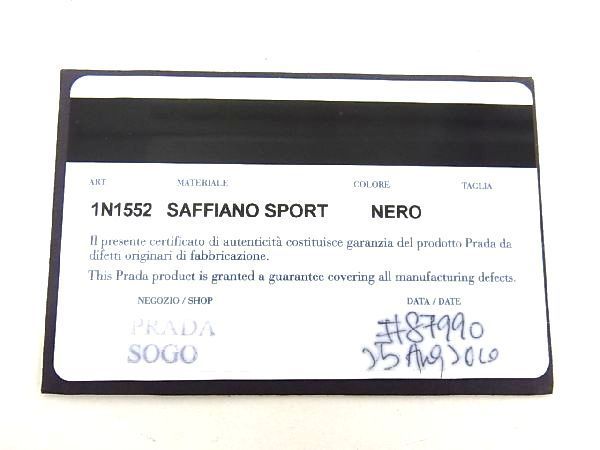 ART MATERIALE COLORE TAGLIA
1N1552 SAFFIANO SPORT NERO
Il presente certificato di autenticità costituisce garanzia del prodotto Prada da
difetti originari di fabbricazione.
This Prada product is granted a guarantee covering all manufacturing defects.
NEGOZIO / SHOP DATA / DATE
PRADA #87990
SOGO 25 Aug 2010